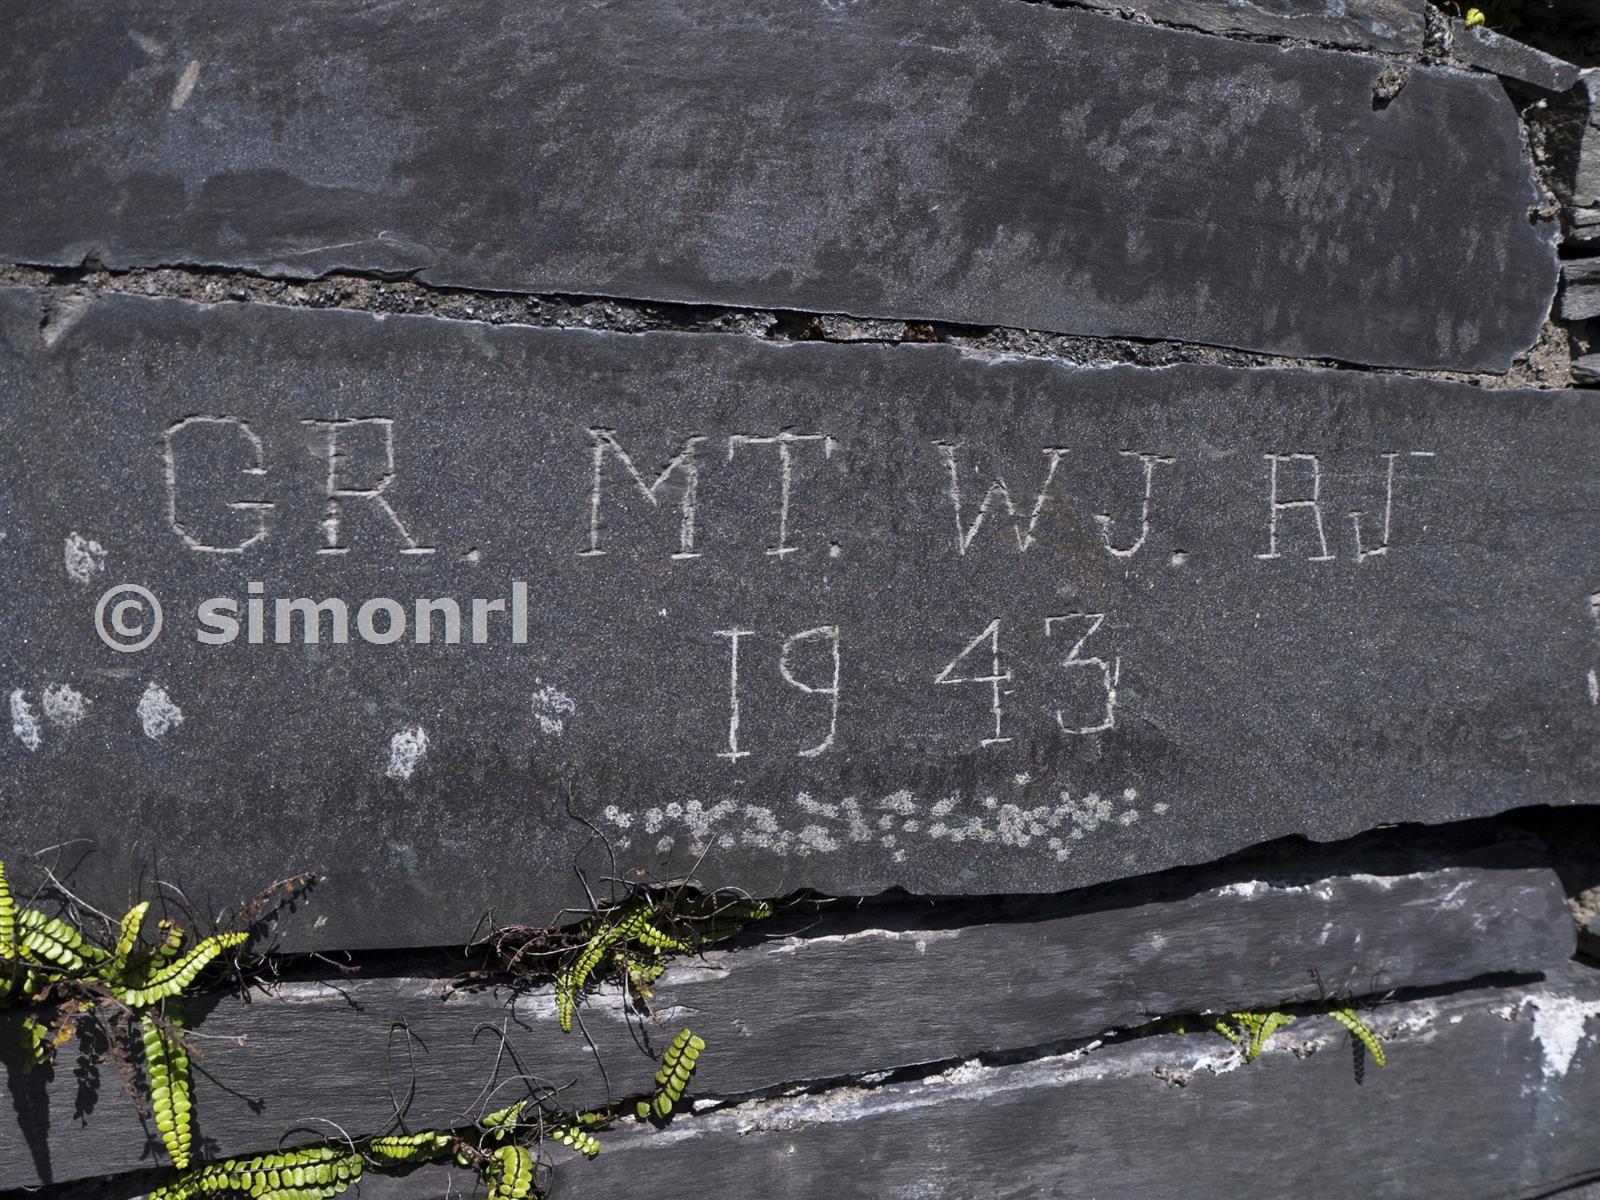 GR. MT. WJ. RJ
1943
© simonrl